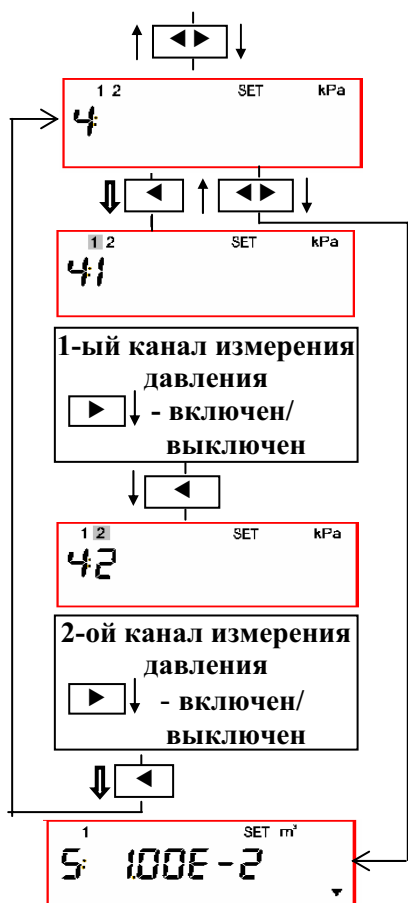 ↑ ◄► ↓
1 2 SET kPa
4:
⇓ ◄ ↑ ◄► ↓
1 2 SET kPa
4:1
1-ый канал измерения
давления
► ↓ - включен/
выключен
↓ ◄
1 2 SET kPa
4:2
2-ой канал измерения
давления
► ↓ - включен/
выключен
⇓ ◄
1 SET m³
5: 1.00E-2